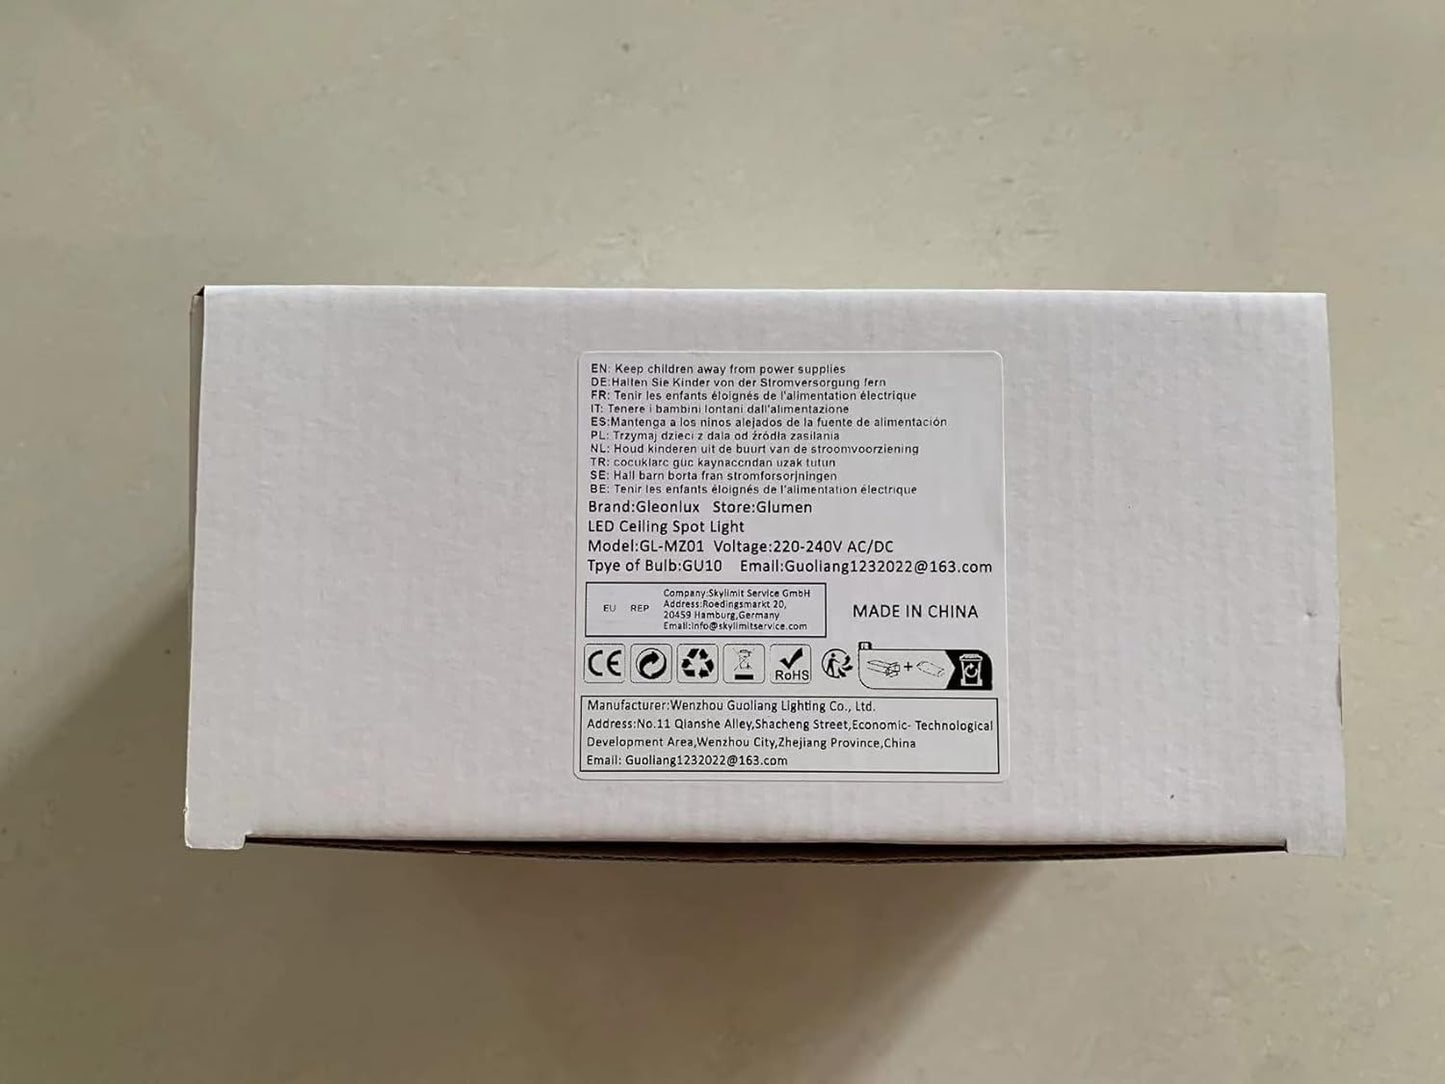 EN: Keep children away from power supplies
DE:Halten Sie Kinder von der Stromversorgung fern
FR: Tenir les enfants éloignés de l'alimentation électrique
IT: Tenere i bambini lontani dall'alimentazione
ES:Mantenga a los ninos alejados de la fuente de alimentación
PL: Trzymaj dzieci z dala od źródła zasilania
NL: Houd kinderen uit de buurt van de stroomvoorziening
TR: cocuklarc guc kaynaccndan uzak tutun
SE: Hall barn borta fran stromforsorjningen
BE: Tenir les enfants éloignés de l'alimentation électrique
Brand:Gleonlux Store:Glumen
LED Ceiling Spot Light
Model:GL-MZ01 Voltage:220-240V AC/DC
Tpye of Bulb:GU10 Email:Guoliang1232022@163.com
EU REP
Company:Skylimit Service GmbH
Address:Roedingsmarkt 20,
20459 Hamburg,Germany
Email:info@skylimitservice.com
MADE IN CHINA
CE
RoHS
Manufacturer:Wenzhou Guoliang Lighting Co., Ltd.
Address:No.11 Qianshe Alley,Shacheng Street,Economic- Technological
Development Area,Wenzhou City,Zhejiang Province,China
Email: Guoliang1232022@163.com